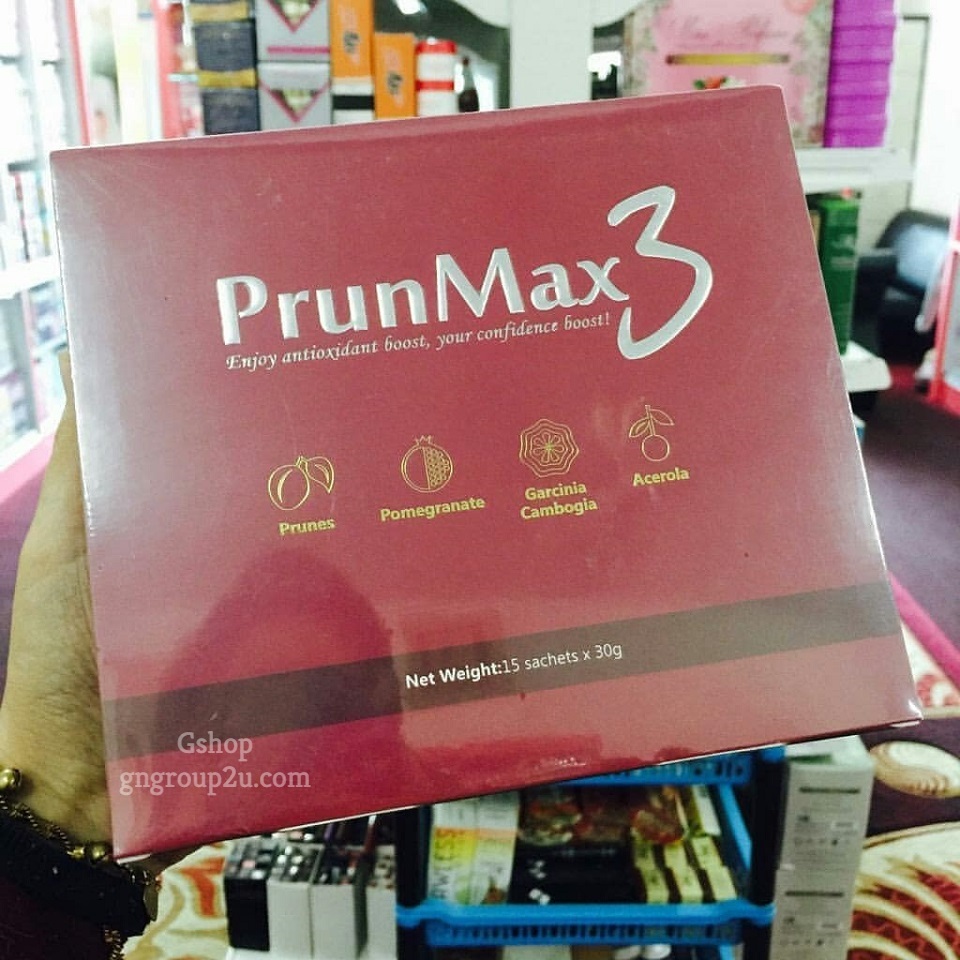 PrunMax3
Enjoy antioxidant boost, your confidence boost!
Prunes
Pomegranate
Garcinia
Cambogia
Acerola
Net Weight:15 sachets x 30g
Gshop
gngroup2u.com